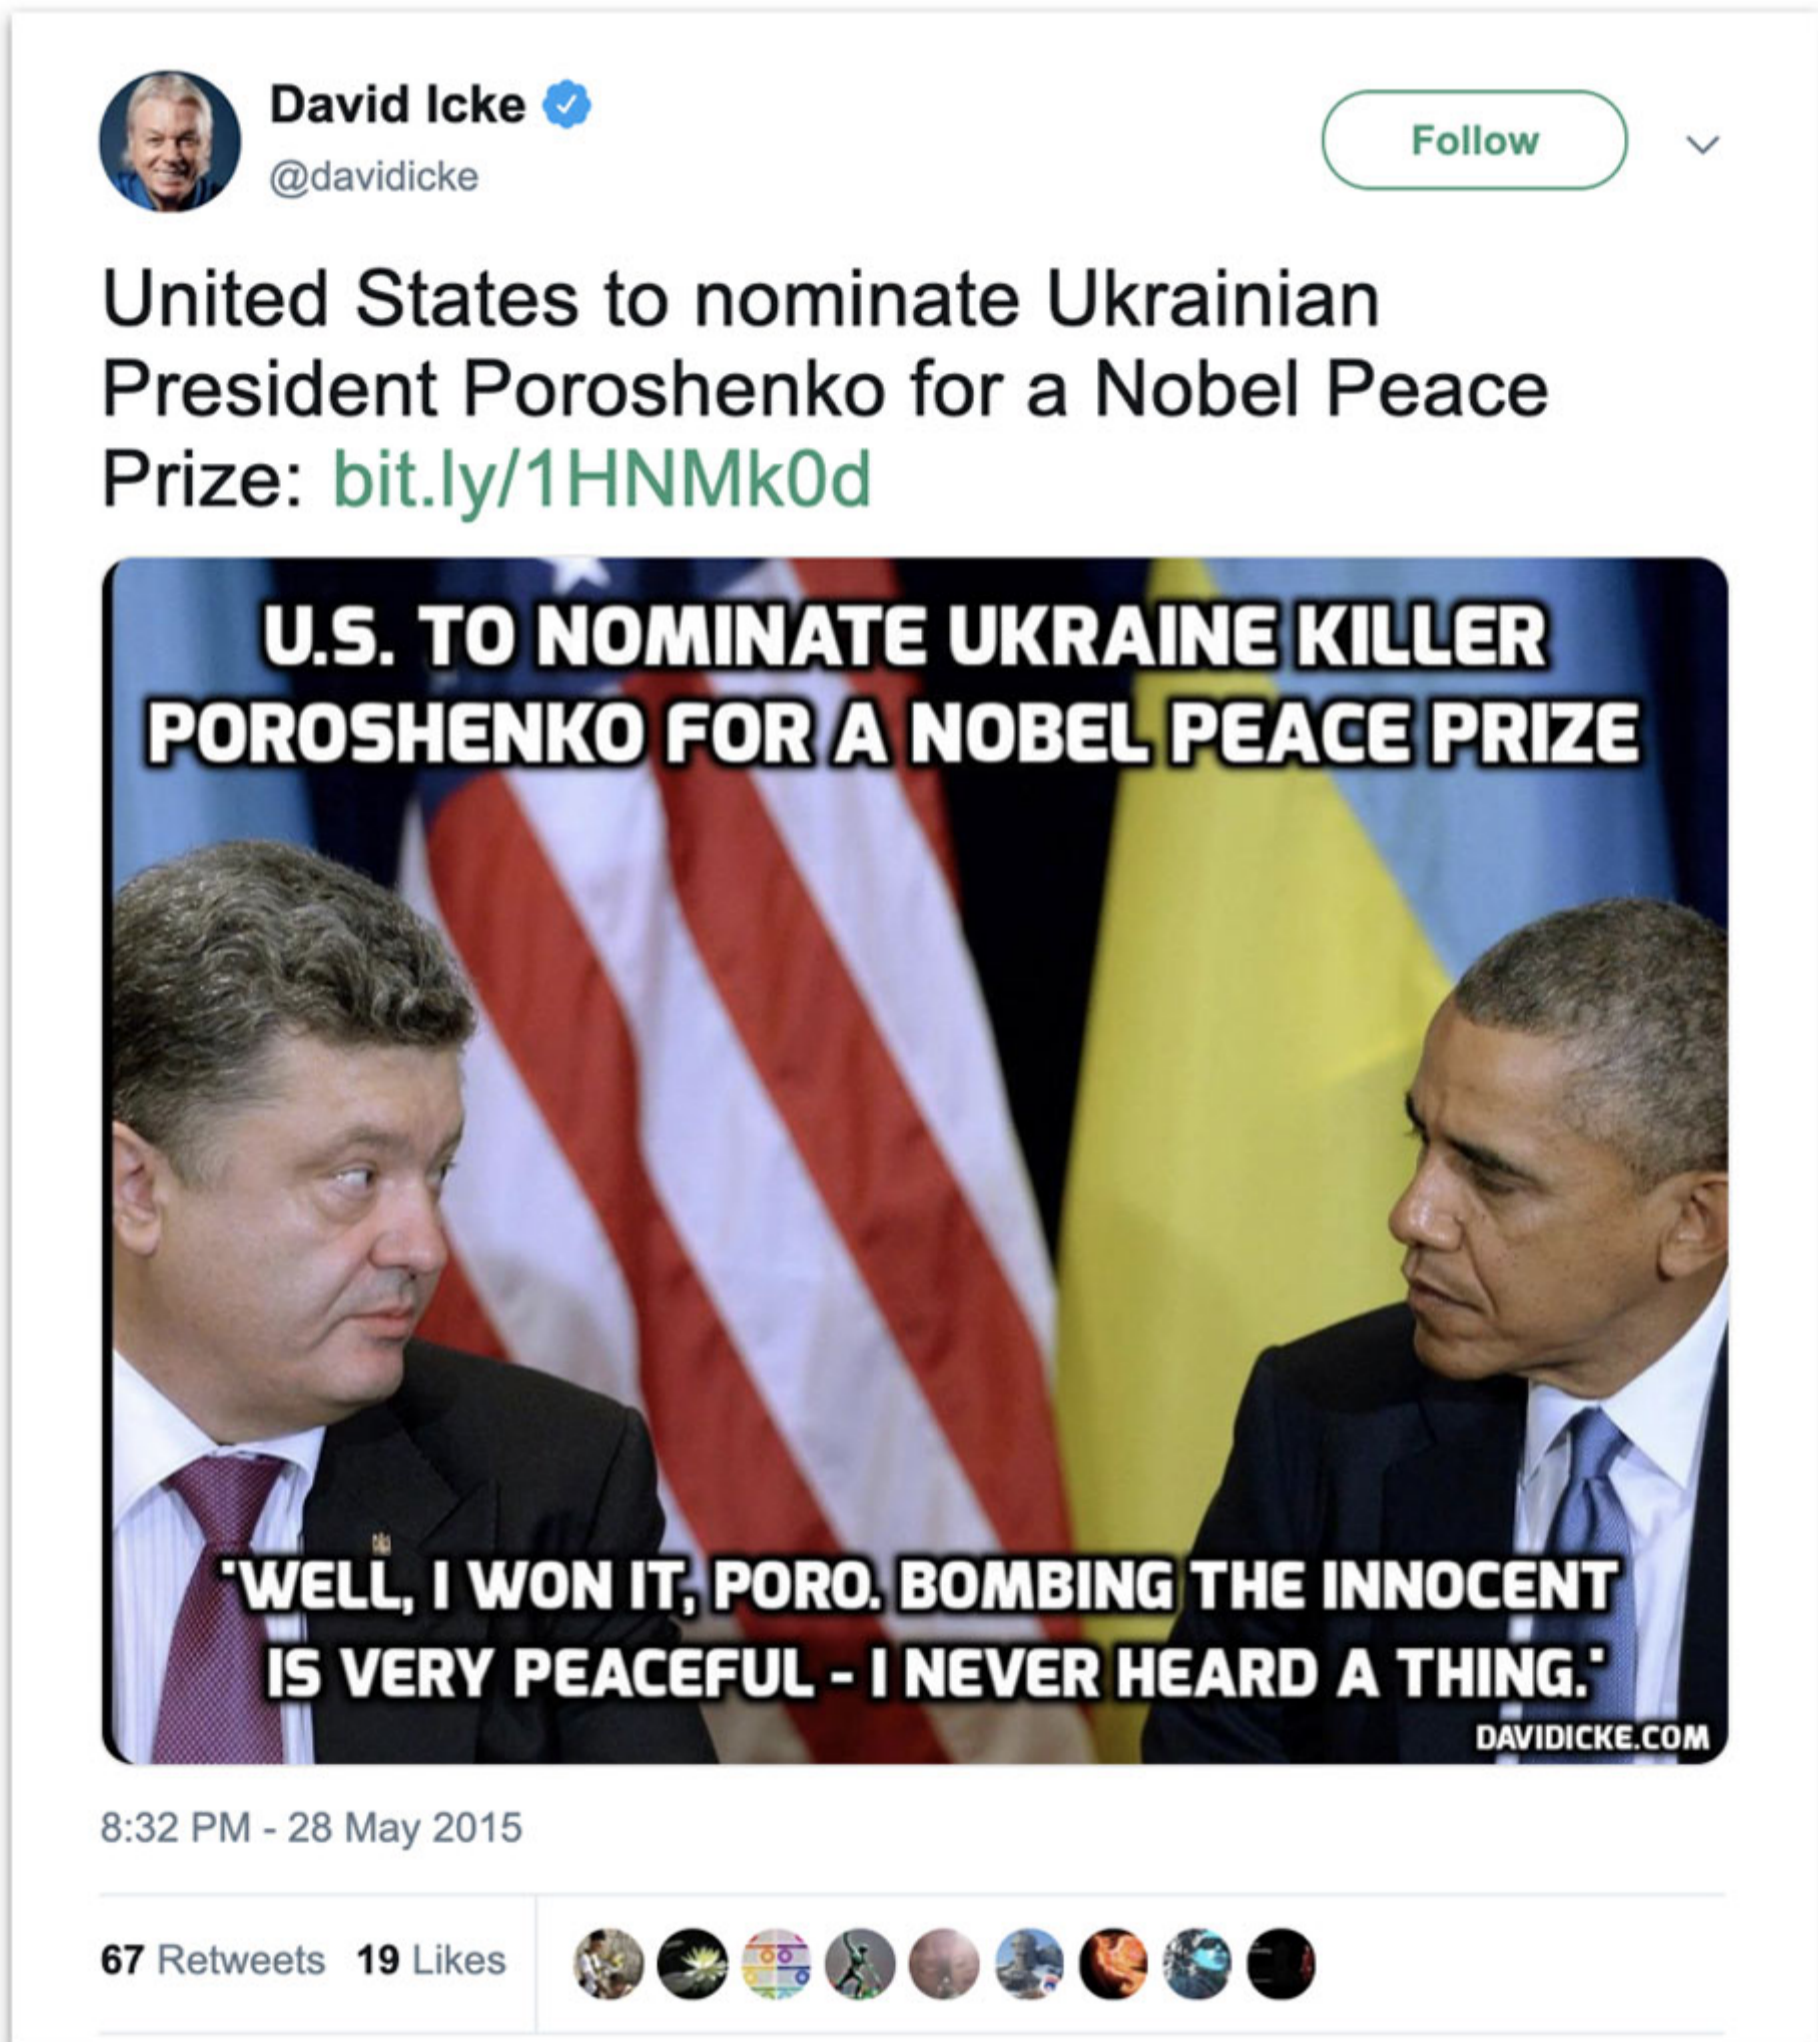 David Icke
@davidicke
Follow
United States to nominate Ukrainian
President Poroshenko for a Nobel Peace
Prize: bit.ly/1HNMk0d
U.S. TO NOMINATE UKRAINE KILLER
POROSHENKO FOR A NOBEL PEACE PRIZE
'WELL, I WON IT, PORO. BOMBING THE INNOCENT
IS VERY PEACEFUL - I NEVER HEARD A THING.'
DAVIDICKE.COM
8:32 PM - 28 May 2015
67 Retweets 19 Likes